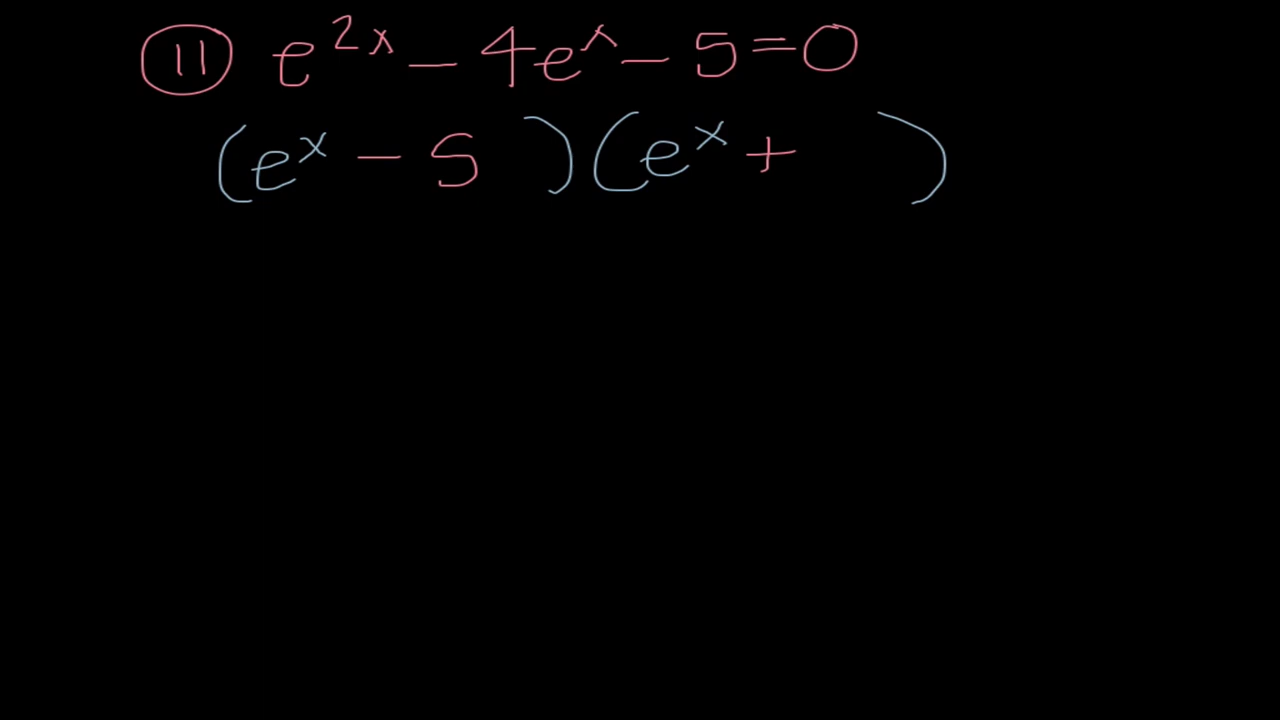 ⑪ e^{2x} - 4e^x - 5 = 0
(e^x - 5 )(e^x + )